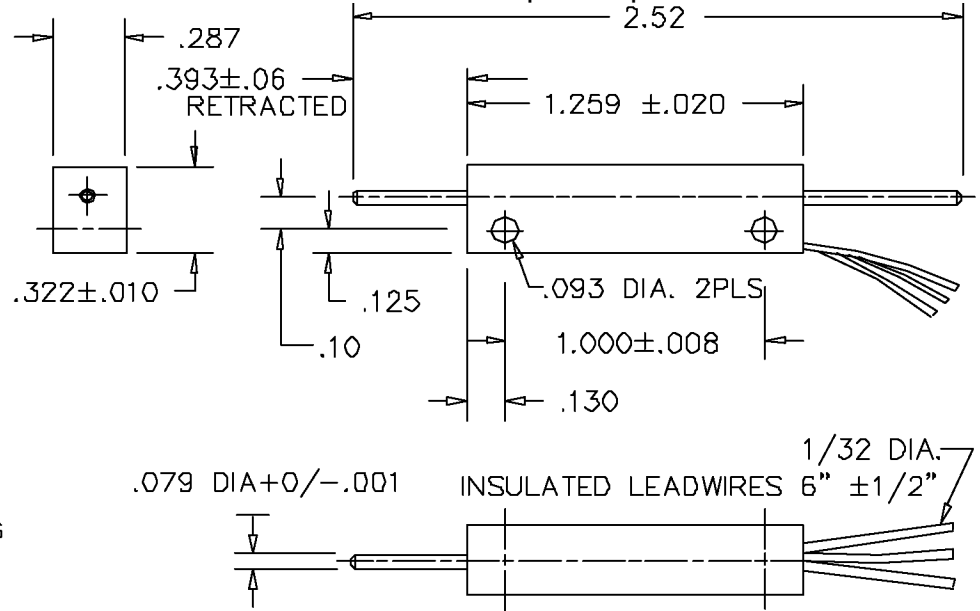 2.52
.287
.393±.06
RETRACTED
1.259 ±.020
.322±.010
.125
.093 DIA. 2PLS
.10
1.000±.008
.130
1/32 DIA.
.079 DIA+0/-.001
INSULATED LEADWIRES 6" ±1/2"